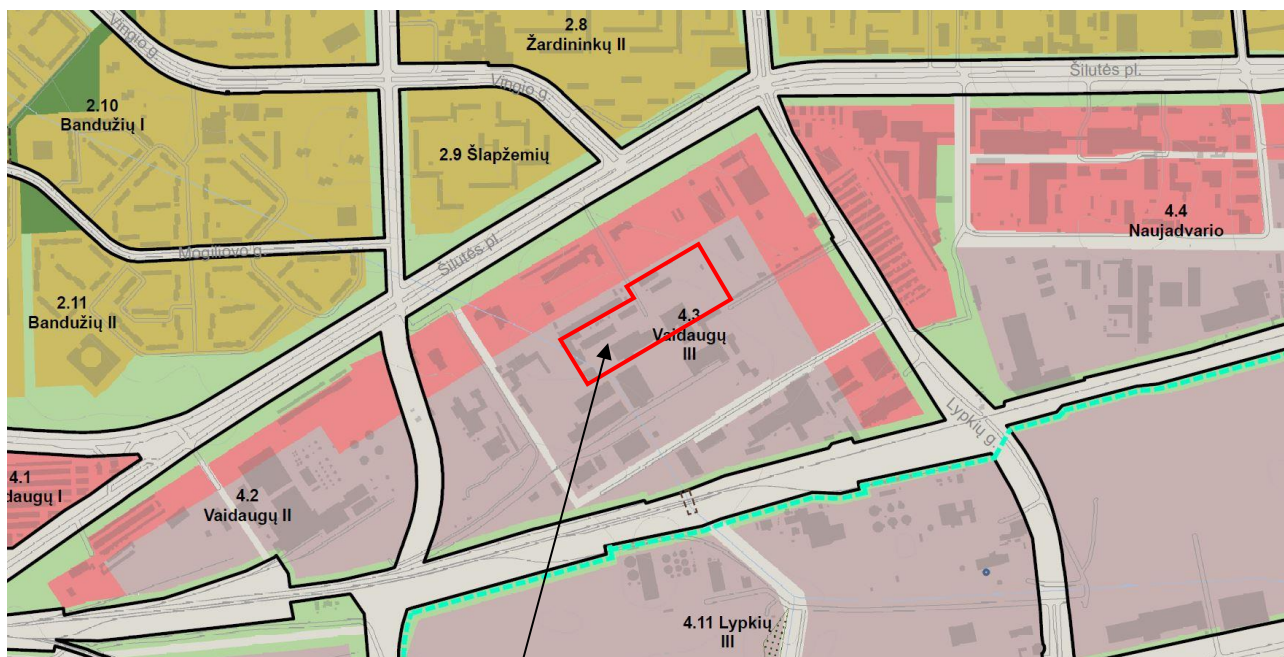 2.8
Žardininkų II
Vingio g.
Šilutės pl.
Vingio g.
2.10
Bandužių I
2.9 Šlapžemių
4.4
Naujadvario
Mogiliovo g.
Šilutės pl.
2.11
Bandužių II
4.3
Vaidaugų
III
Lypkių g.
4.1
daugų I
4.2
Vaidaugų II
4.11 Lypkių
III